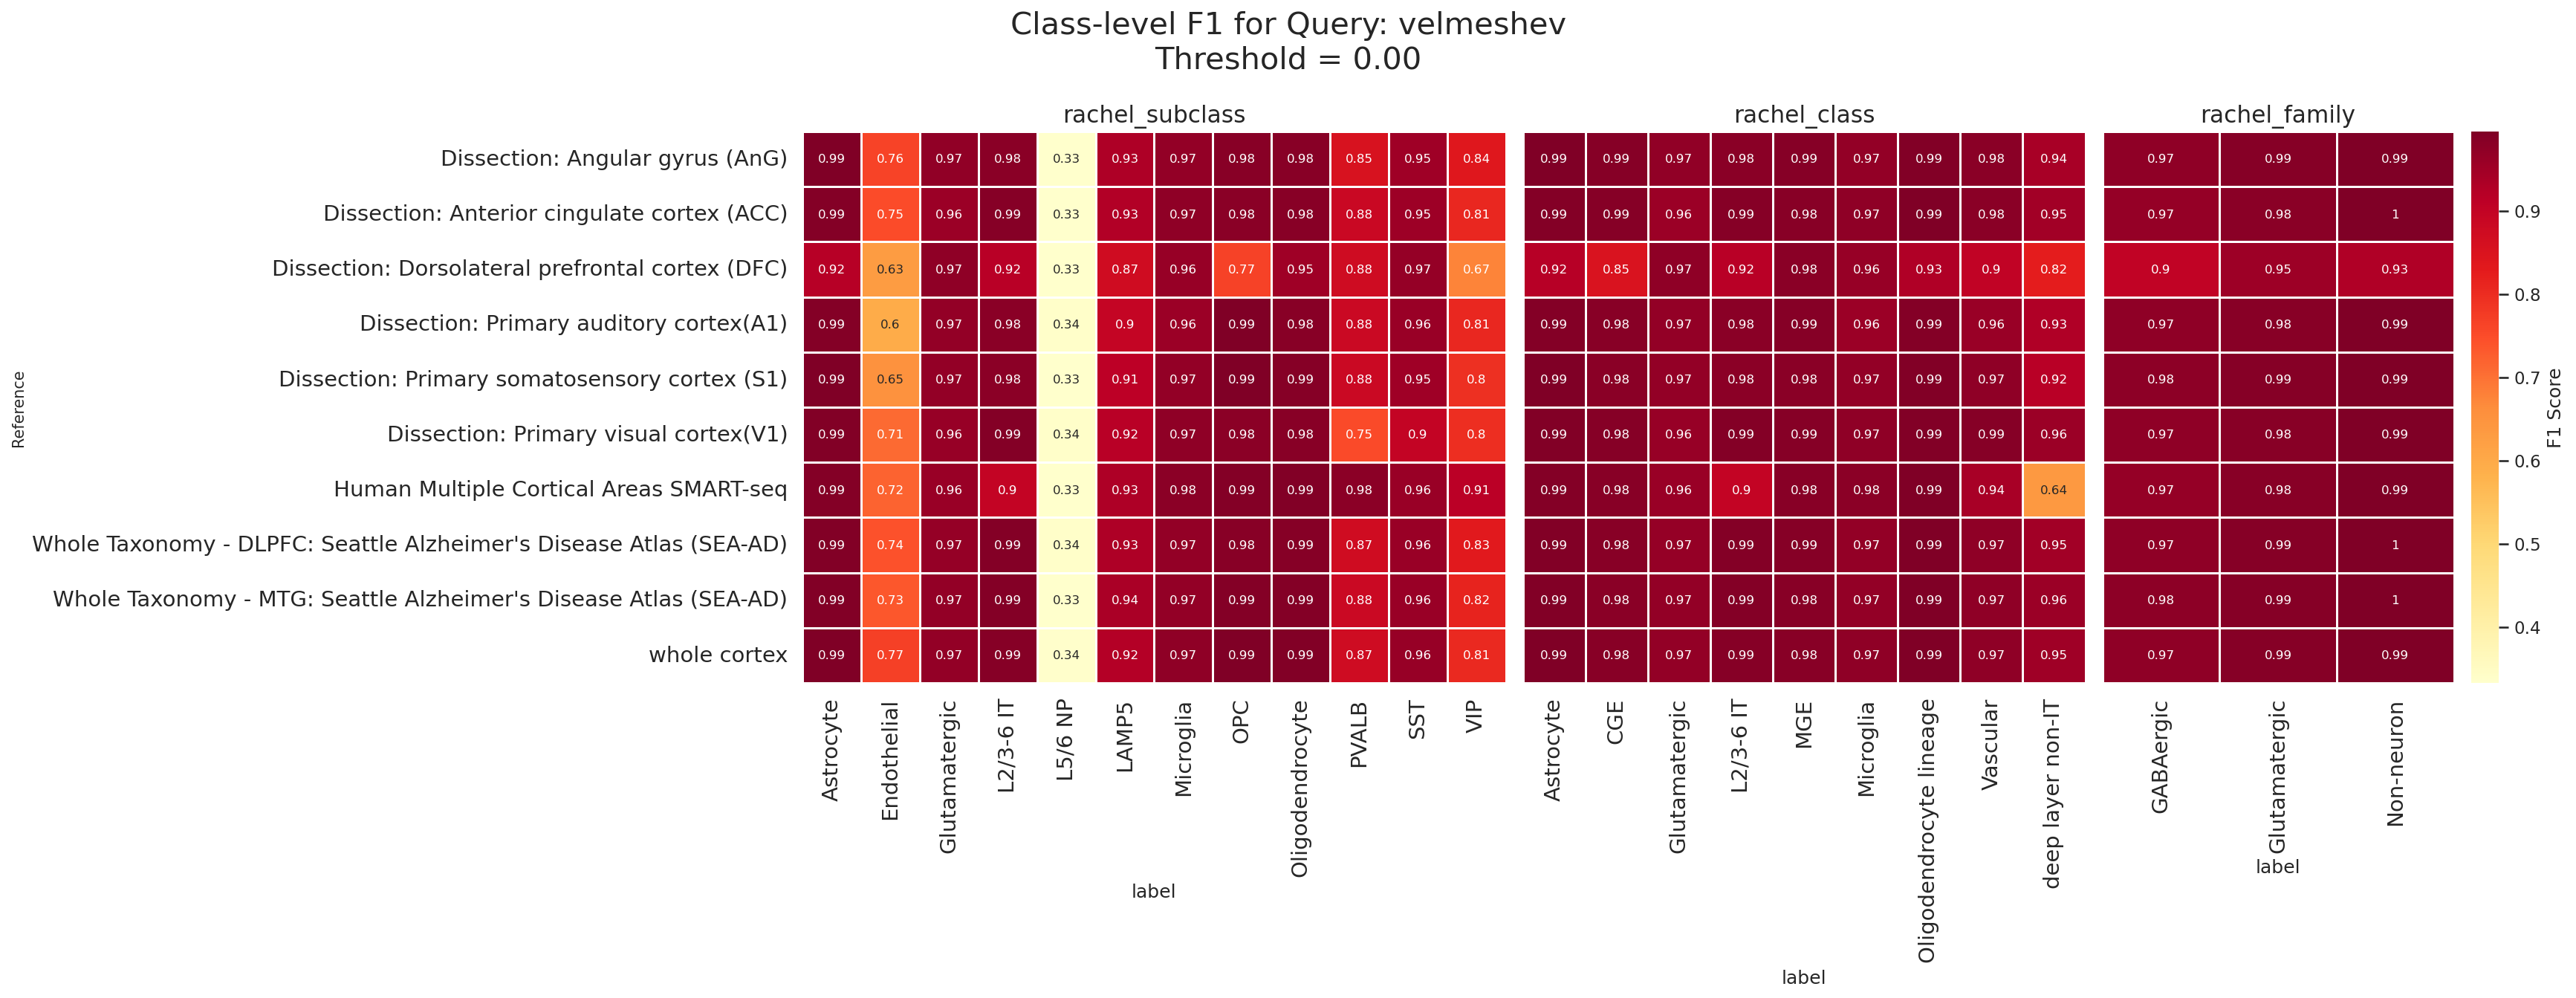 Class-level F1 for Query: velmeshev
Threshold = 0.00
rachel_subclass rachel_class rachel_family
Reference
Dissection: Angular gyrus (AnG) 0.99 0.76 0.97 0.98 0.33 0.93 0.97 0.98 0.98 0.85 0.95 0.84 0.99 0.99 0.97 0.98 0.99 0.97 0.99 0.98 0.94 0.97 0.99 0.99
Dissection: Anterior cingulate cortex (ACC) 0.99 0.75 0.96 0.99 0.33 0.93 0.97 0.98 0.98 0.88 0.95 0.81 0.99 0.99 0.96 0.99 0.98 0.97 0.99 0.98 0.95 0.97 0.98 1
Dissection: Dorsolateral prefrontal cortex (DFC) 0.92 0.63 0.97 0.92 0.33 0.87 0.96 0.77 0.95 0.88 0.97 0.67 0.92 0.85 0.97 0.92 0.98 0.96 0.93 0.9 0.82 0.9 0.95 0.93
Dissection: Primary auditory cortex(A1) 0.99 0.6 0.97 0.98 0.34 0.9 0.96 0.99 0.98 0.88 0.96 0.81 0.99 0.98 0.97 0.98 0.99 0.96 0.99 0.96 0.93 0.97 0.98 0.99
Dissection: Primary somatosensory cortex (S1) 0.99 0.65 0.97 0.98 0.33 0.91 0.97 0.99 0.99 0.88 0.95 0.8 0.99 0.98 0.97 0.98 0.98 0.97 0.99 0.97 0.92 0.98 0.99 0.99
Dissection: Primary visual cortex(V1) 0.99 0.71 0.96 0.99 0.34 0.92 0.97 0.98 0.98 0.75 0.9 0.8 0.99 0.98 0.96 0.99 0.99 0.97 0.99 0.99 0.96 0.97 0.98 0.99
Human Multiple Cortical Areas SMART-seq 0.99 0.72 0.96 0.9 0.33 0.93 0.98 0.99 0.99 0.98 0.96 0.91 0.99 0.98 0.96 0.9 0.98 0.98 0.99 0.94 0.64 0.97 0.98 0.99
Whole Taxonomy - DLPFC: Seattle Alzheimer's Disease Atlas (SEA-AD) 0.99 0.74 0.97 0.99 0.34 0.93 0.97 0.98 0.99 0.87 0.96 0.83 0.99 0.98 0.97 0.99 0.99 0.97 0.99 0.97 0.95 0.97 0.99 1
Whole Taxonomy - MTG: Seattle Alzheimer's Disease Atlas (SEA-AD) 0.99 0.73 0.97 0.99 0.33 0.94 0.97 0.99 0.99 0.88 0.96 0.82 0.99 0.98 0.97 0.99 0.98 0.97 0.99 0.97 0.96 0.98 0.99 1
whole cortex 0.99 0.77 0.97 0.99 0.34 0.92 0.97 0.99 0.99 0.87 0.96 0.81 0.99 0.98 0.97 0.99 0.98 0.97 0.99 0.97 0.95 0.97 0.99 0.99
Astrocyte
Endothelial
Glutamatergic
L2/3-6 IT
L5/6 NP
LAMP5
Microglia
OPC
Oligodendrocyte
PVALB
SST
VIP
label
Astrocyte
CGE
Glutamatergic
L2/3-6 IT
MGE
Microglia
Oligodendrocyte lineage
Vascular
deep layer non-IT
label
GABAergic
Glutamatergic
Non-neuron
label
0.9
0.8
0.7
0.6
0.5
0.4
F1 Score